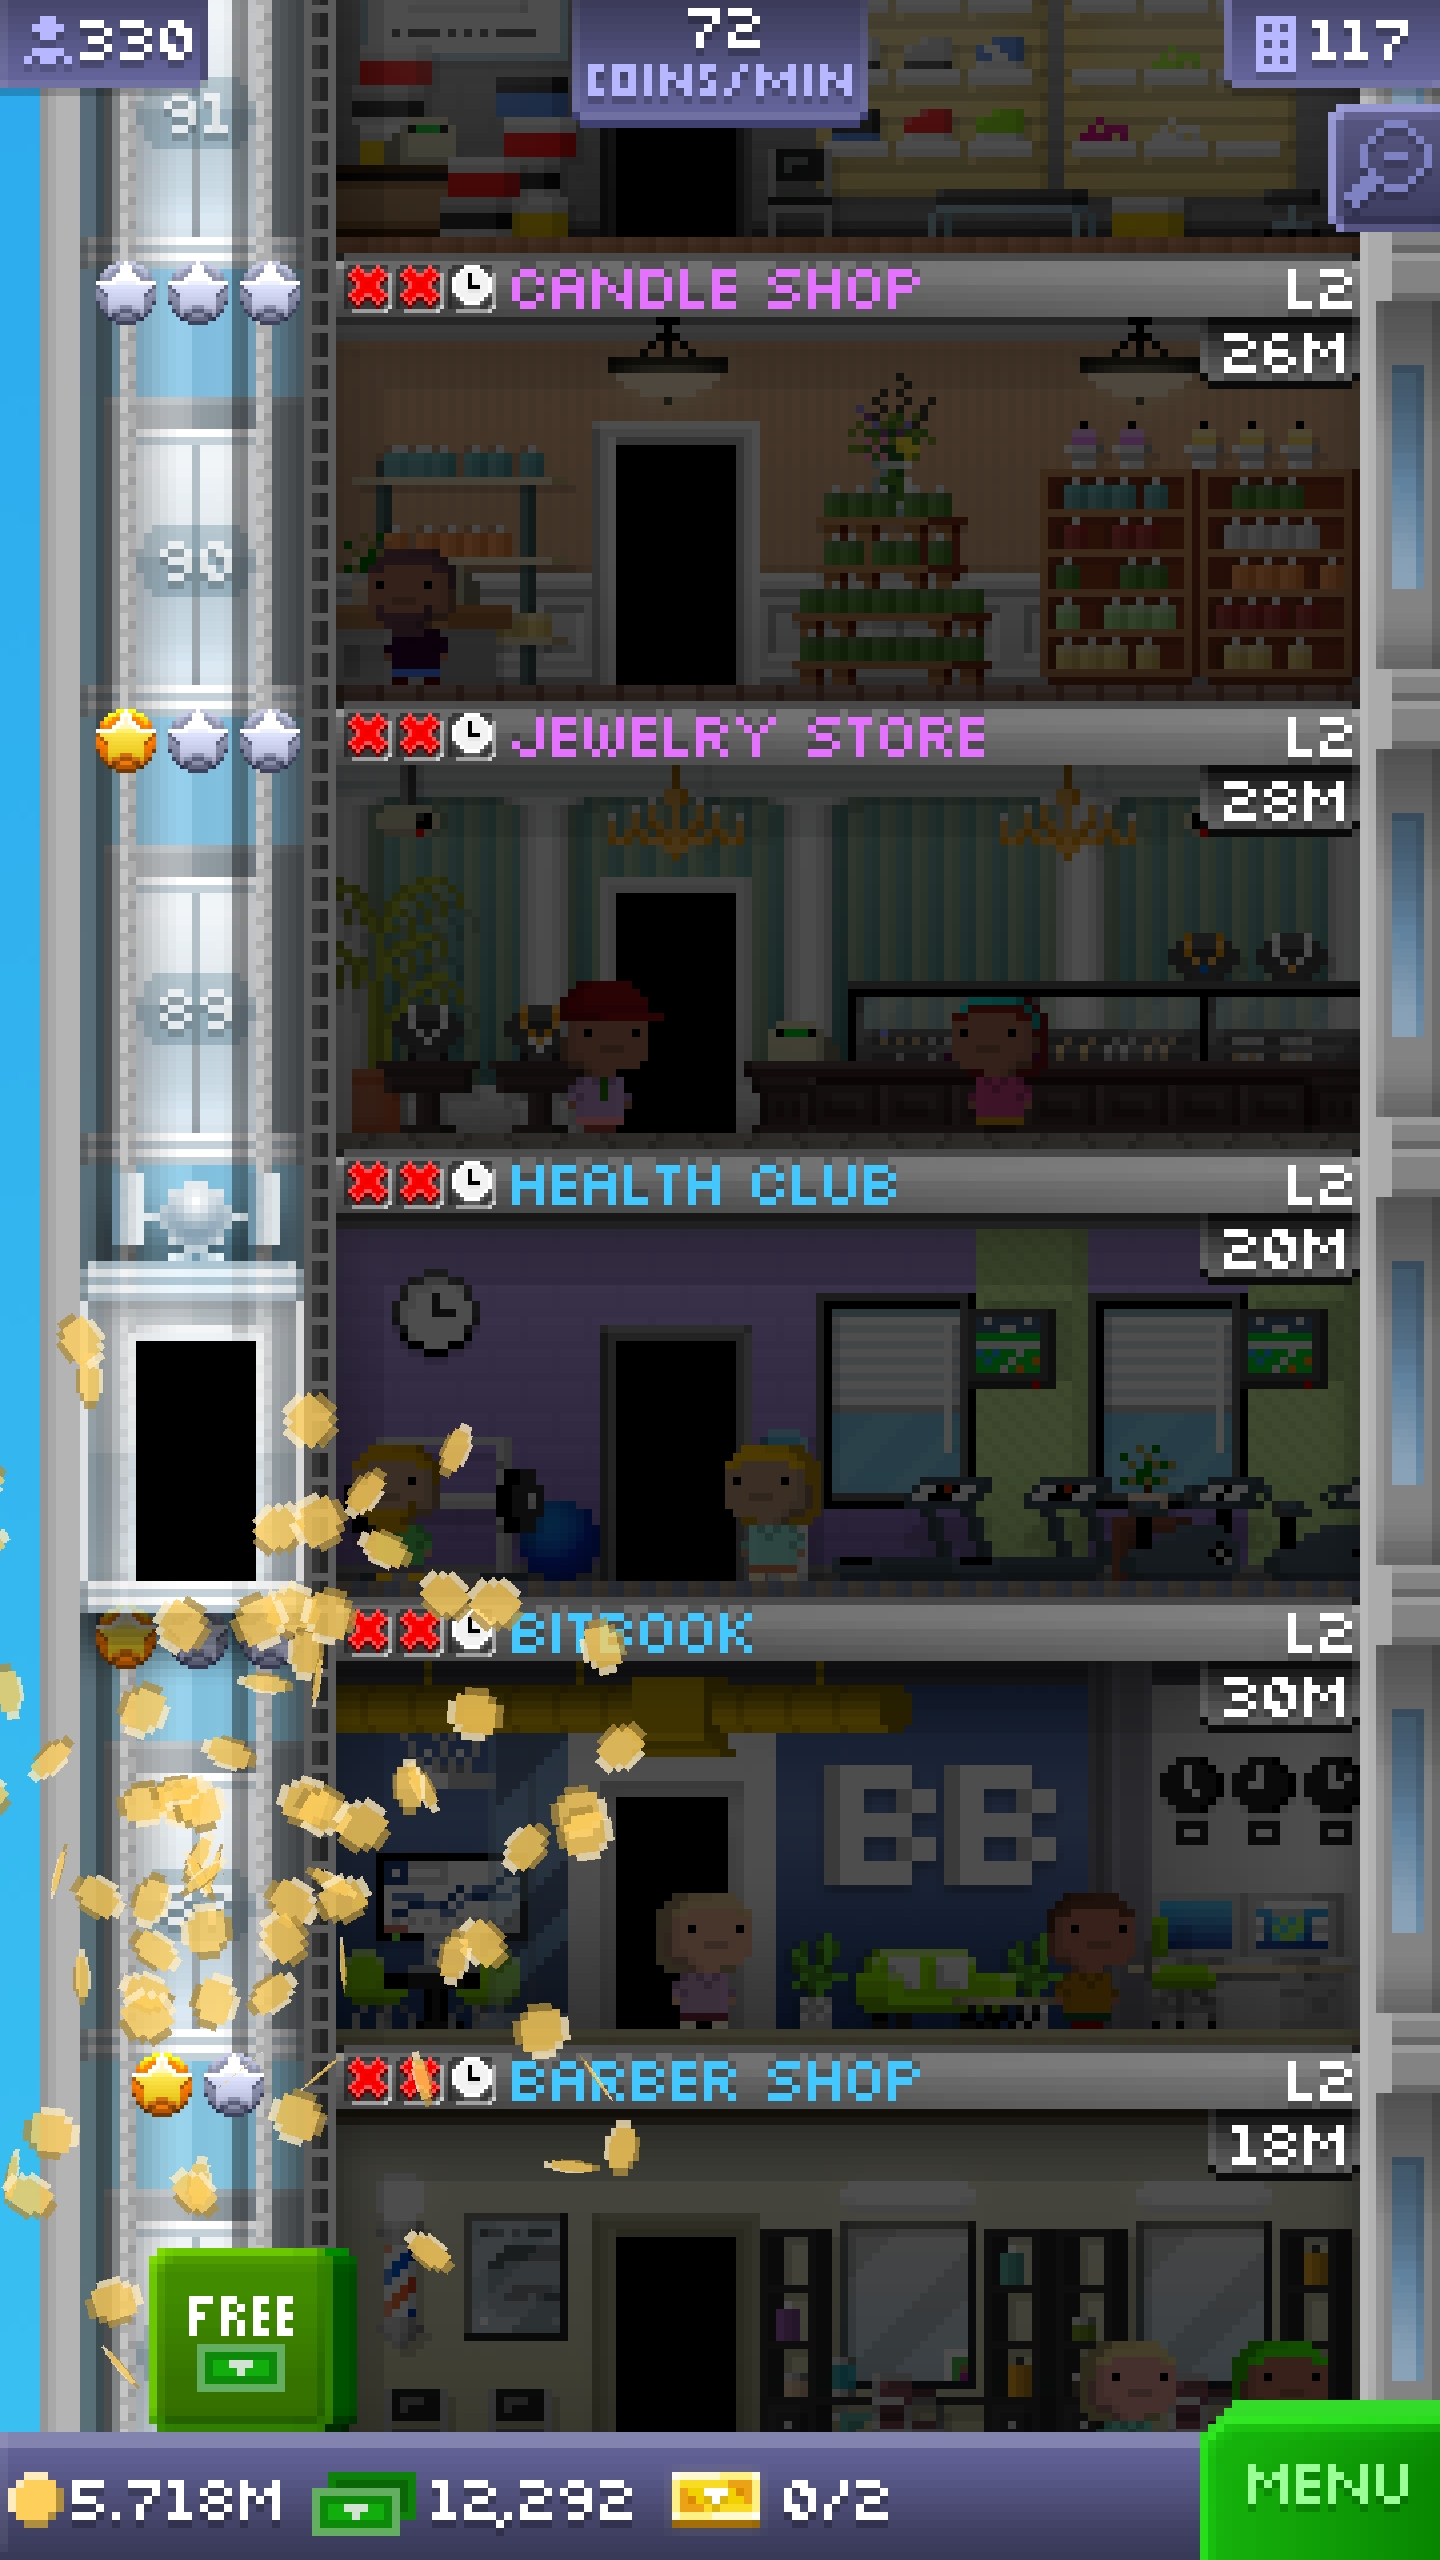 330
72
COINS/MIN
117
91
CANDLE SHOP L2
26M
90
JEWELRY STORE L2
28M
89
HEALTH CLUB L2
20M
BITBOOK L2
30M
BB
BARBER SHOP L2
18M
FREE
5.718M 12,292 0/2
MENU